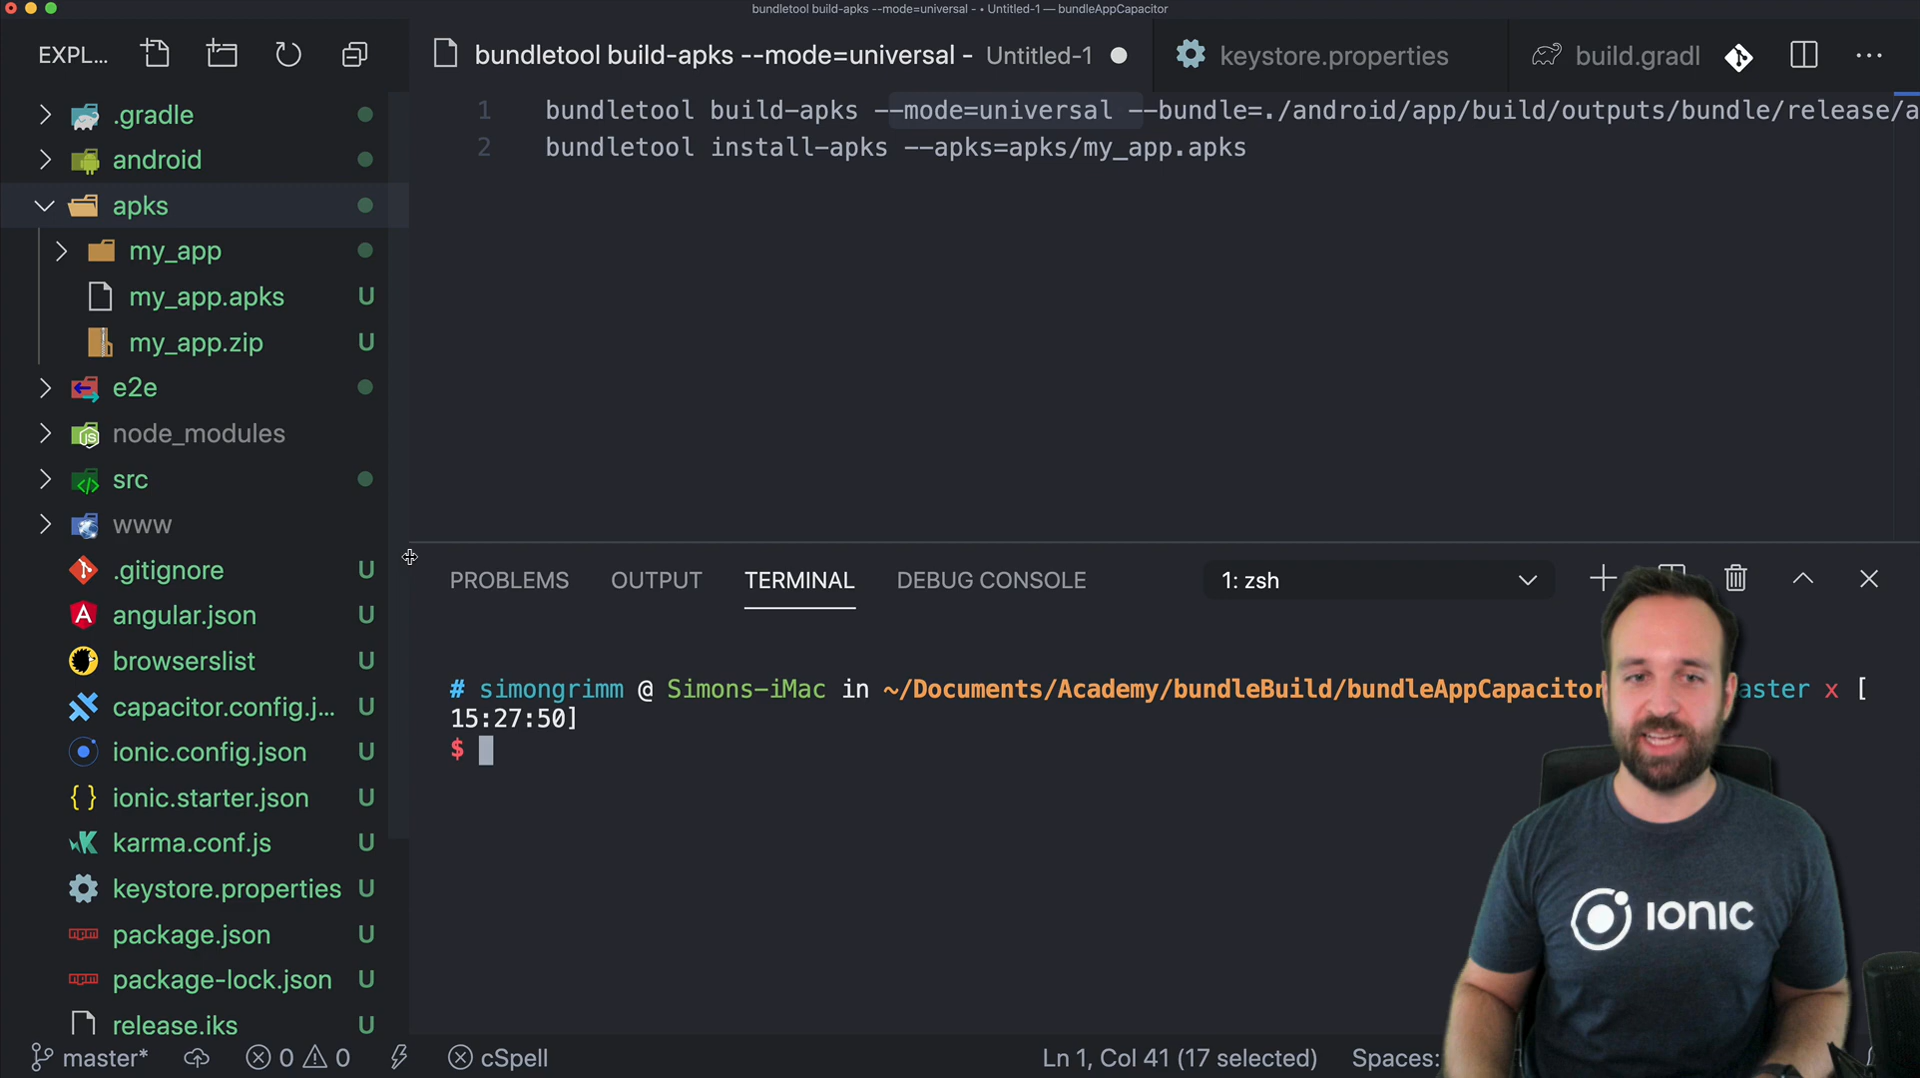 bundletool build-apks --mode=universal - • Untitled-1 — bundleAppCapacitor
EXPL...
bundletool build-apks --mode=universal - Untitled-1
keystore.properties
build.gradl
.gradle
android
apks
my_app
my_app.apks U
my_app.zip U
e2e
node_modules
src
www
.gitignore U
angular.json U
browserslist U
capacitor.config.j... U
ionic.config.json U
ionic.starter.json U
karma.conf.js U
keystore.properties U
package.json U
package-lock.json U
release.jks U
1 bundletool build-apks --mode=universal --bundle=./android/app/build/outputs/bundle/release/a
2 bundletool install-apks --apks=apks/my_app.apks
PROBLEMS OUTPUT TERMINAL DEBUG CONSOLE 1: zsh
# simongrimm @ Simons-iMac in ~/Documents/Academy/bundleBuild/bundleAppCapacitor aster x [
15:27:50]
$
IONIC
master* 0 0 cSpell Ln 1, Col 41 (17 selected) Spaces: